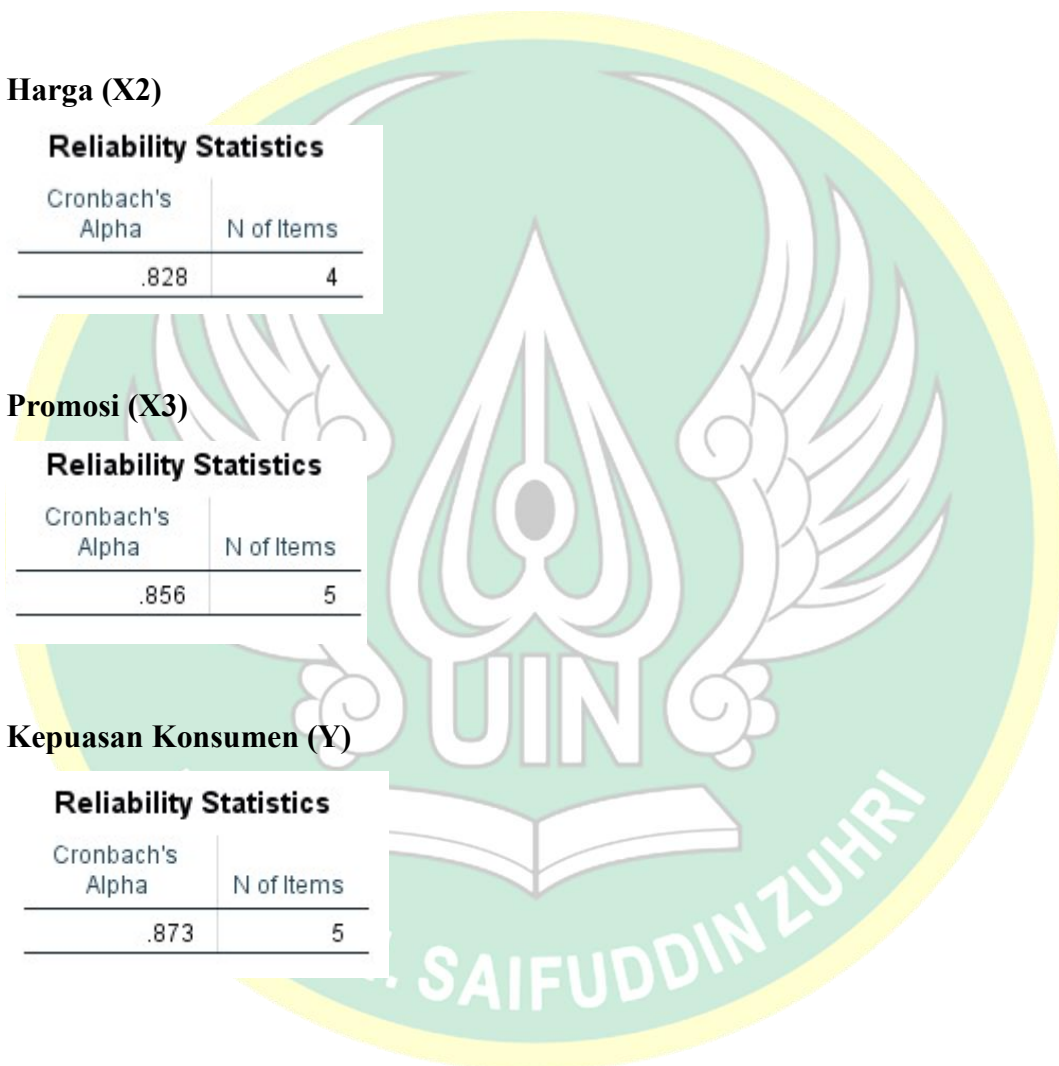 Harga (X2)
Reliability Statistics
Cronbach's
Alpha N of Items
.828 4
Promosi (X3)
Reliability Statistics
Cronbach's
Alpha N of Items
.856 5
UIN
Kepuasan Konsumen (Y)
Reliability Statistics
Cronbach's
Alpha N of Items
.873 5
SAIFUDDIN ZUHRI